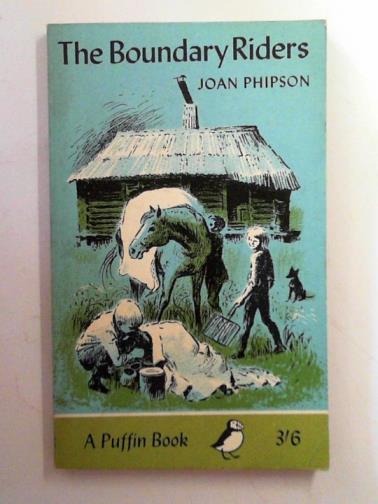 The Boundary Riders
JOAN PHIPSON
A Puffin Book 3'6